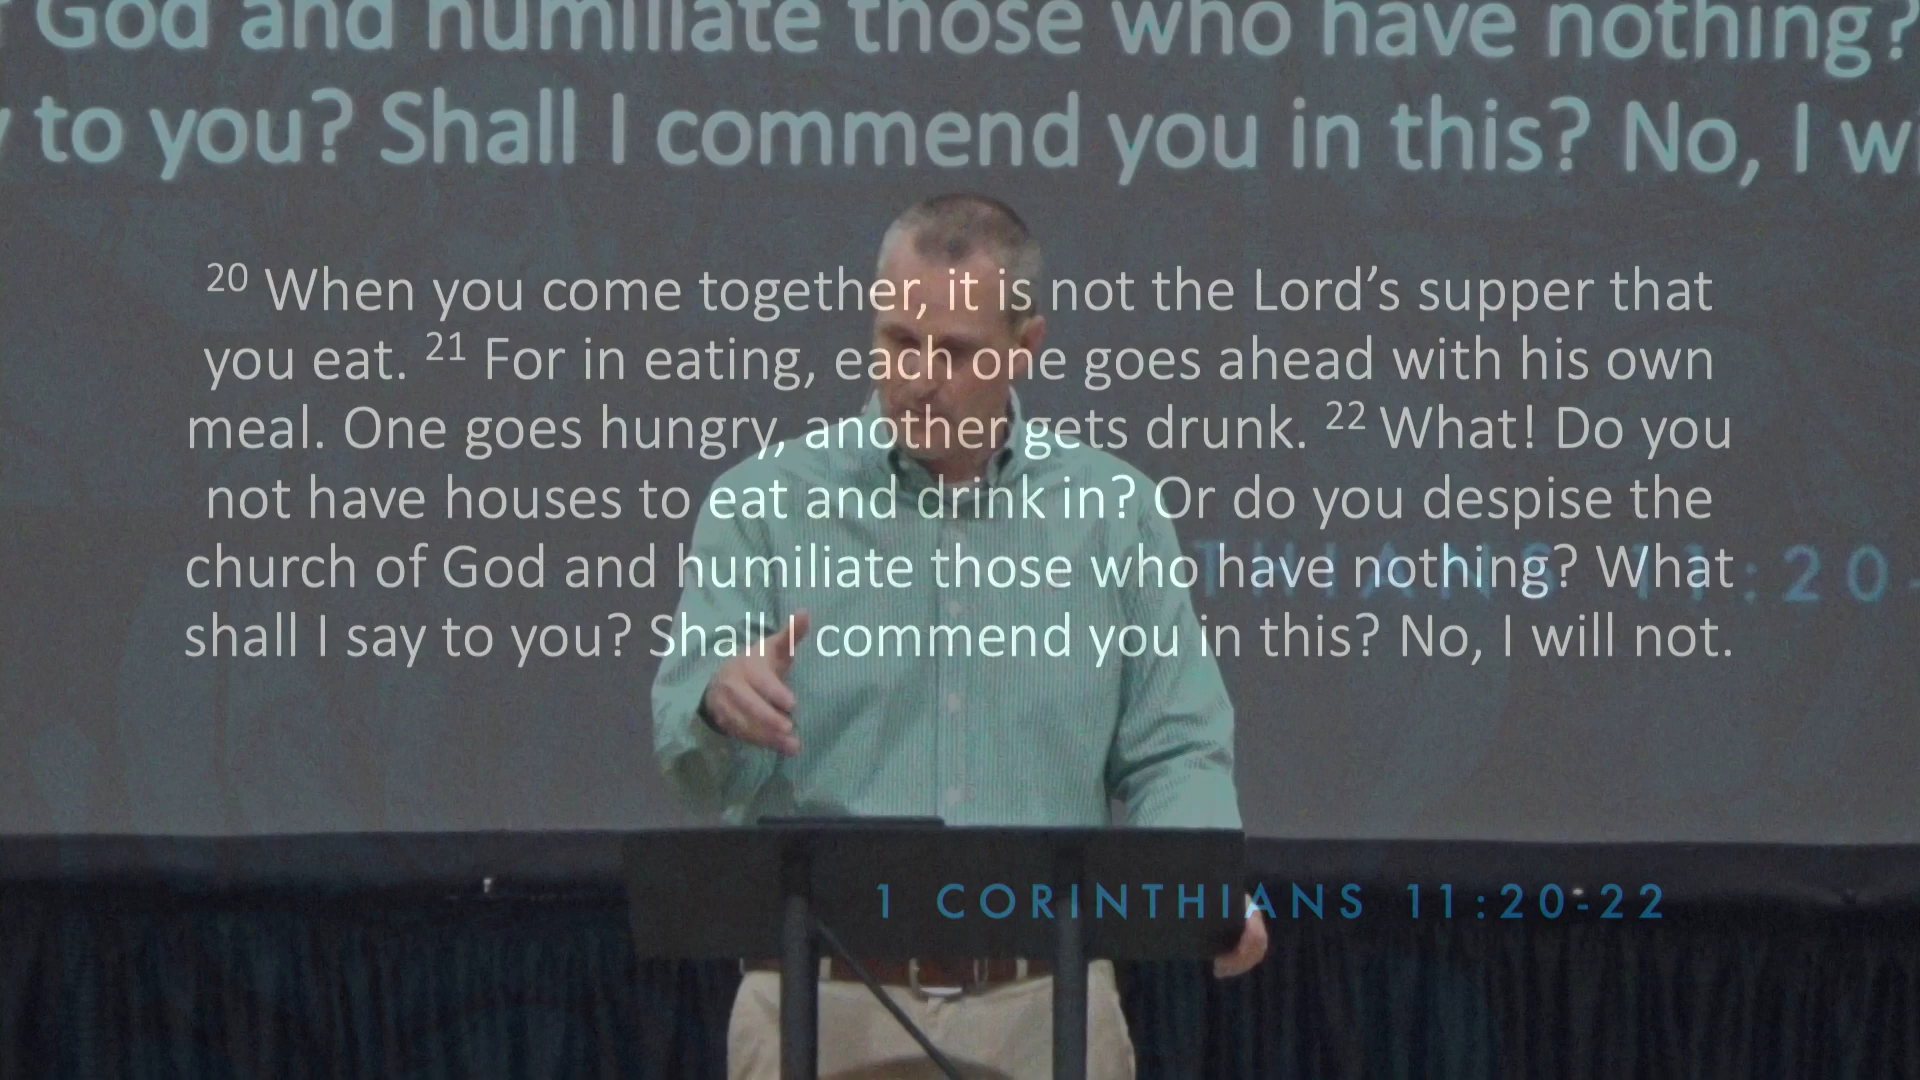 God and humiliate those who have nothing?
to you? Shall I commend you in this? No, I
20 When you come together, it is not the Lord’s supper that
you eat. 21 For in eating, each one goes ahead with his own
meal. One goes hungry, another gets drunk. 22 What! Do you
not have houses to eat and drink in? Or do you despise the
church of God and humiliate those who have nothing? What
shall I say to you? Shall I commend you in this? No, I will not.
11:20-
1 CORINTHIANS 11:20-22